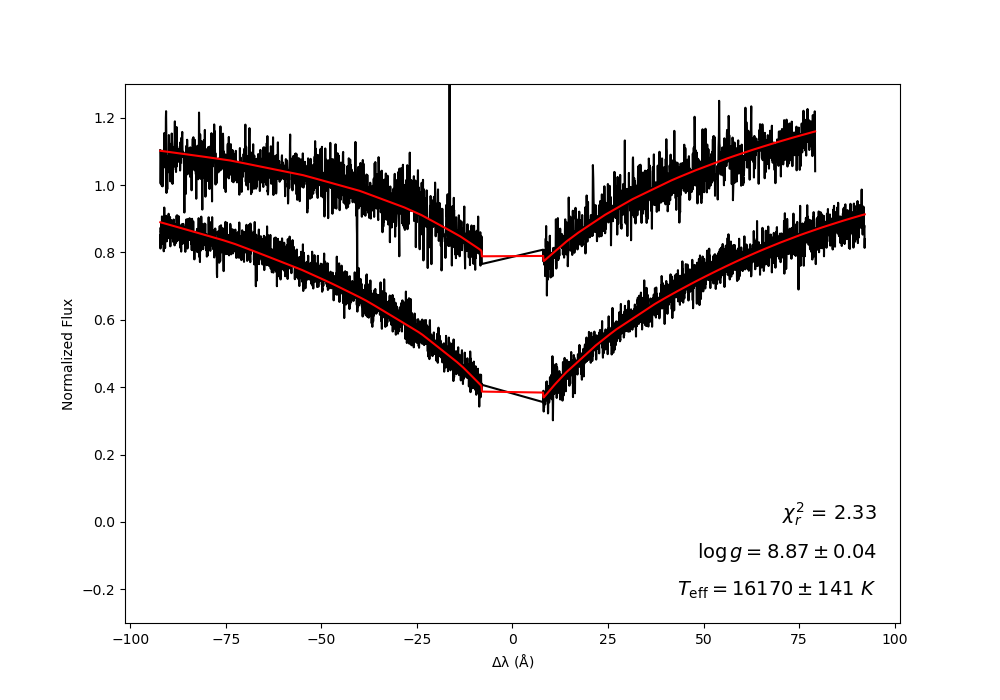 1.2
1.0
0.8
0.6
0.4
0.2
0.0
−0.2
Normalized Flux
χ²ᵣ = 2.33
log g = 8.87 ± 0.04
T_eff = 16170 ± 141 K
−100 −75 −50 −25 0 25 50 75 100
Δλ (Å)